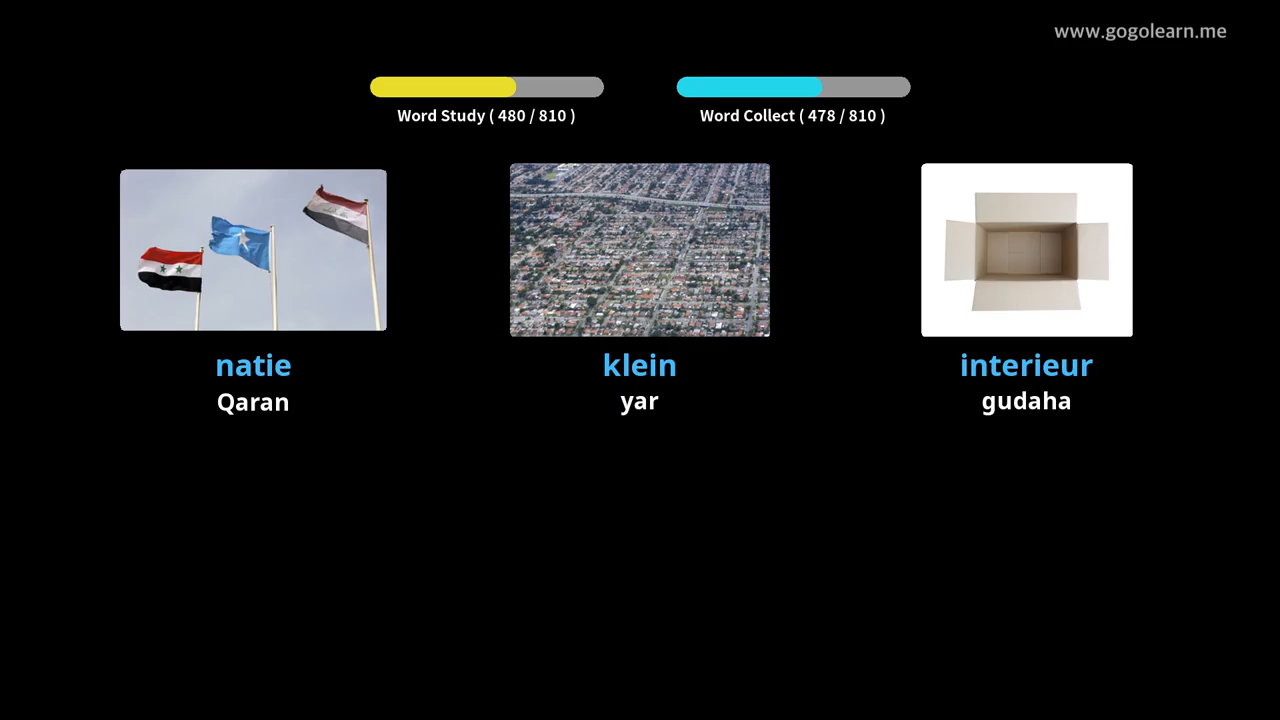 www.gogolearn.me
Word Study ( 480 / 810 )
Word Collect ( 478 / 810 )
natie
Qaran
klein
yar
interieur
gudaha